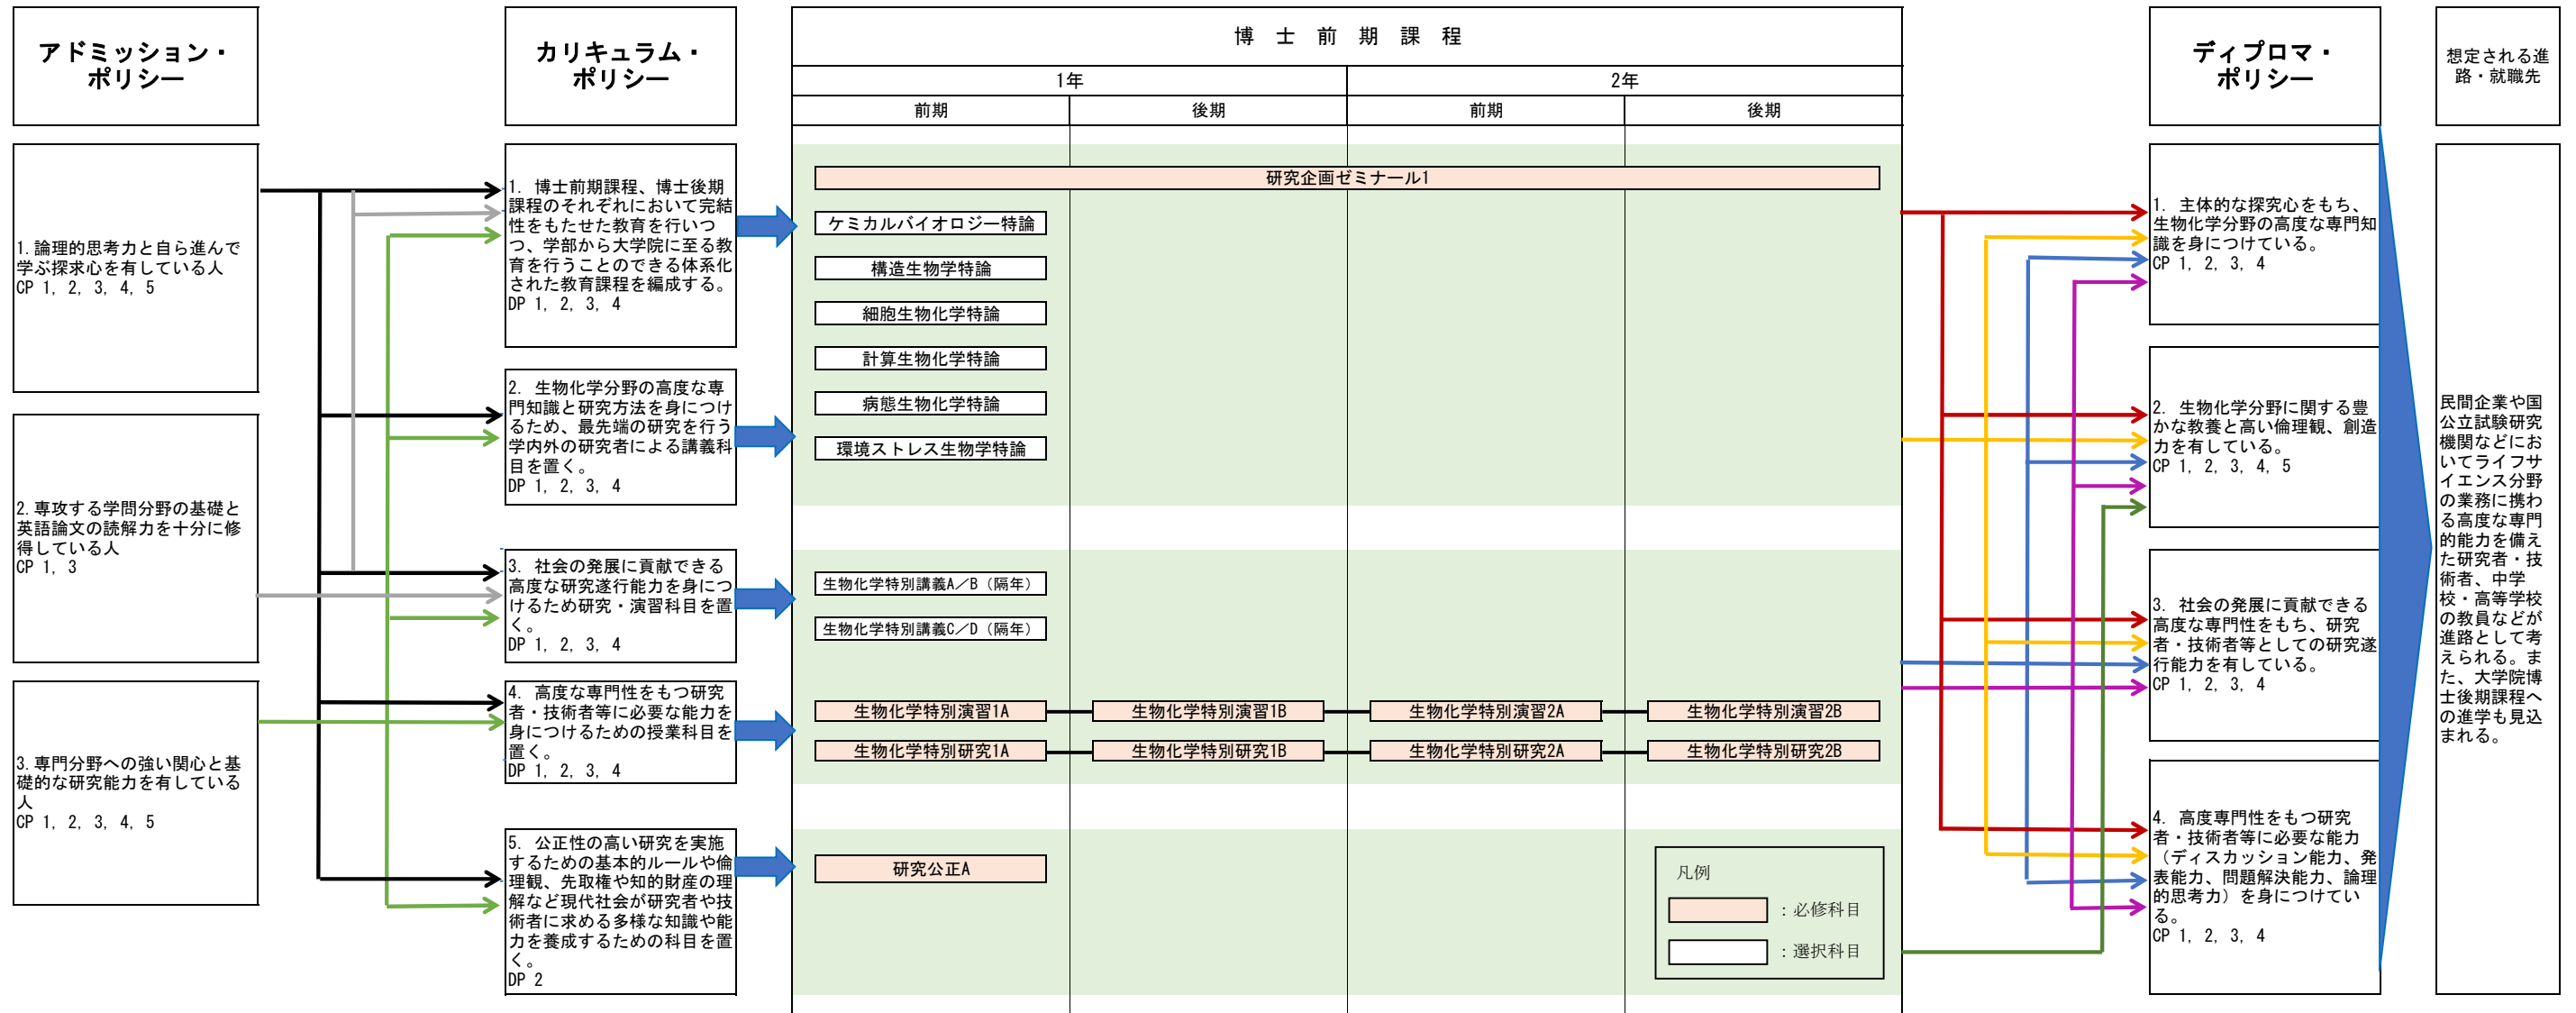 アドミッション・
ポリシー
1.論理的思考力と自ら進んで
学ぶ探求心を有している人
CP 1, 2, 3, 4, 5
2.専攻する学問分野の基礎と
英語論文の読解力を十分に修
得している人
CP 1, 3
3.専門分野への強い関心と基
礎的な研究能力を有している
人
CP 1, 2, 3, 4, 5
カリキュラム・
ポリシー
1. 博士前期課程、博士後期
課程のそれぞれにおいて完結
性をもたせた教育を行いつ
つ、学部から大学院に至る教
育を行うことのできる体系化
された教育課程を編成する。
DP 1, 2, 3, 4
2. 生物化学分野の高度な専
門知識と研究方法を身につけ
るため、最先端の研究を行う
学内外の研究者による講義科
目を置く。
DP 1, 2, 3, 4
3. 社会の発展に貢献できる
高度な研究遂行能力を身につ
けるため研究・演習科目を置
く。
DP 1, 2, 3, 4
4. 高度な専門性をもつ研究
者・技術者等に必要な能力を
身につけるための授業科目を
置く。
DP 1, 2, 3, 4
5. 公正性の高い研究を実施
するための基本的ルールや倫
理観、先取権や知的財産の理
解など現代社会が研究者や技
術者に求める多様な知識や能
力を養成するための科目を置
く。
DP 2
博 士 前 期 課 程
1年
2年
前期
後期
前期
後期
研究企画ゼミナール1
ケミカルバイオロジー特論
構造生物学特論
細胞生物化学特論
計算生物化学特論
病態生物化学特論
環境ストレス生物学特論
生物化学特別講義A／B（隔年）
生物化学特別講義C／D（隔年）
生物化学特別演習1A
生物化学特別演習1B
生物化学特別演習2A
生物化学特別演習2B
生物化学特別研究1A
生物化学特別研究1B
生物化学特別研究2A
生物化学特別研究2B
研究公正A
凡例
：必修科目
：選択科目
ディプロマ・
ポリシー
1. 主体的な探究心をもち、
生物化学分野の高度な専門知
識を身につけている。
CP 1, 2, 3, 4
2. 生物化学分野に関する豊
かな教養と高い倫理観、創造
力を有している。
CP 1, 2, 3, 4, 5
3. 社会の発展に貢献できる
高度な専門性をもち、研究
者・技術者等としての研究遂
行能力を有している。
CP 1, 2, 3, 4
4. 高度専門性をもつ研究
者・技術者等に必要な能力
（ディスカッション能力、発
表能力、問題解決能力、論理
的思考力）を身につけてい
る。
CP 1, 2, 3, 4
想定される進
路・就職先
民間企業や国
公立試験研究
機関などにお
いてライフサ
イエンス分野
の業務に携わ
る高度な専門
的能力を備え
た研究者・技
術者、中学
校・高等学校
の教員などが
進路として考
えられる。ま
た、大学院博
士後期課程へ
の進学も見込
まれる。